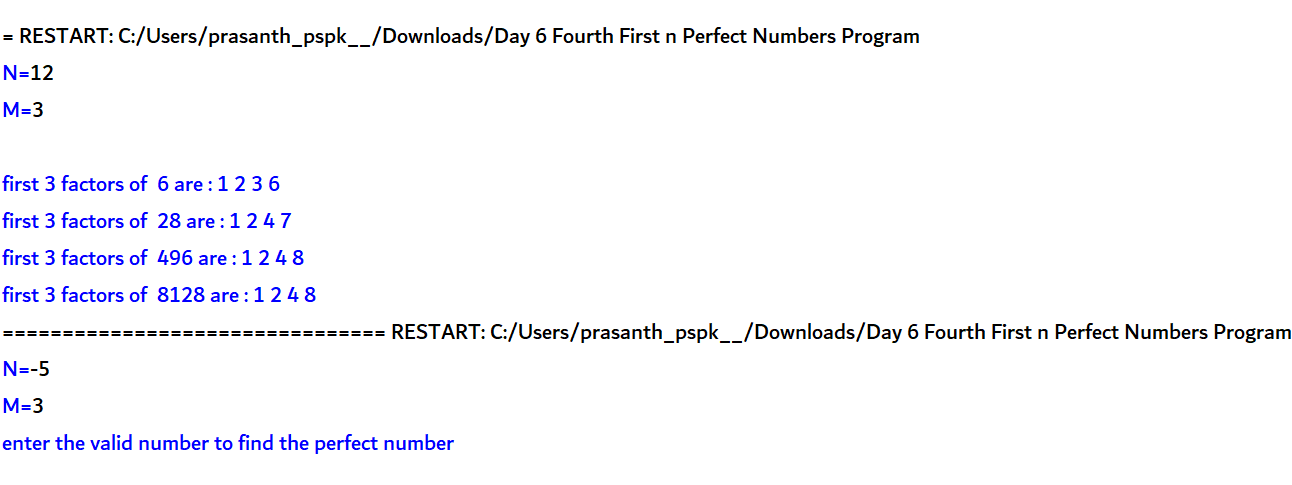 = RESTART: C:/Users/prasanth_pspk__/Downloads/Day 6 Fourth First n Perfect Numbers Program
N=12
M=3
first 3 factors of  6 are : 1 2 3 6
first 3 factors of  28 are : 1 2 4 7
first 3 factors of  496 are : 1 2 4 8
first 3 factors of  8128 are : 1 2 4 8
================================ RESTART: C:/Users/prasanth_pspk__/Downloads/Day 6 Fourth First n Perfect Numbers Program
N=-5
M=3
enter the valid number to find the perfect number